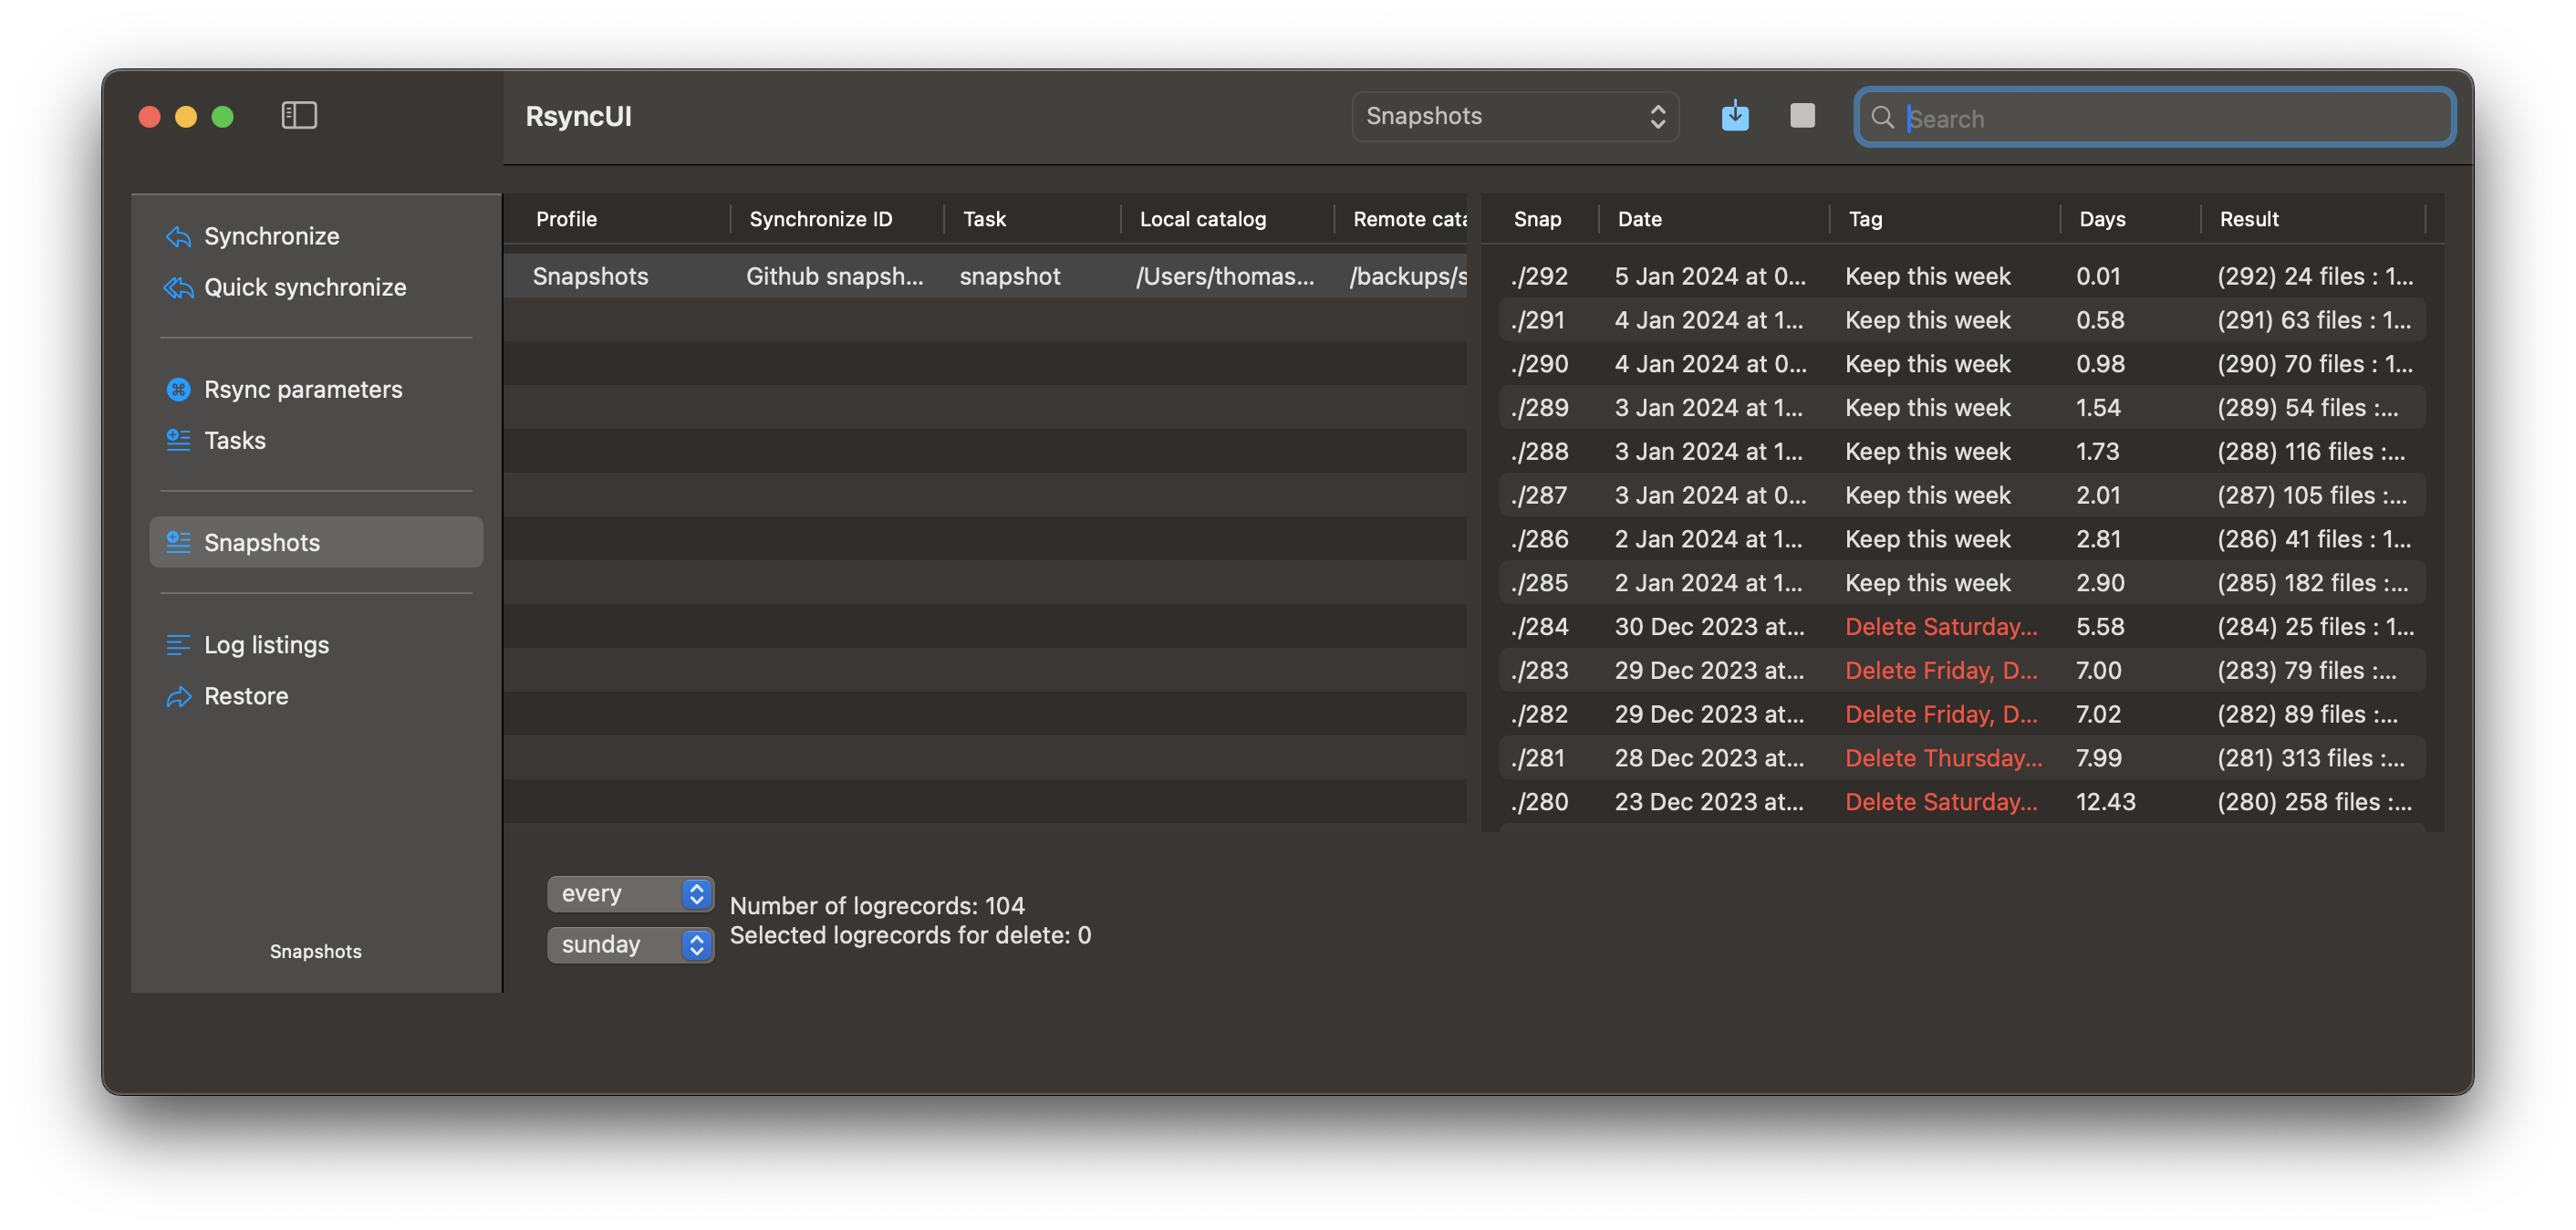 RsyncUI
Snapshots
Search
Synchronize
Quick synchronize
Rsync parameters
Tasks
Snapshots
Log listings
Restore
Snapshots
Profile Synchronize ID Task Local catalog Remote cata
Snapshots Github snapsh... snapshot /Users/thomas... /backups/s
Snap Date Tag Days Result
./292 5 Jan 2024 at 0... Keep this week 0.01 (292) 24 files : 1...
./291 4 Jan 2024 at 1... Keep this week 0.58 (291) 63 files : 1...
./290 4 Jan 2024 at 0... Keep this week 0.98 (290) 70 files : 1...
./289 3 Jan 2024 at 1... Keep this week 1.54 (289) 54 files :...
./288 3 Jan 2024 at 1... Keep this week 1.73 (288) 116 files :...
./287 3 Jan 2024 at 0... Keep this week 2.01 (287) 105 files :...
./286 2 Jan 2024 at 1... Keep this week 2.81 (286) 41 files : 1...
./285 2 Jan 2024 at 1... Keep this week 2.90 (285) 182 files :...
./284 30 Dec 2023 at... Delete Saturday... 5.58 (284) 25 files : 1...
./283 29 Dec 2023 at... Delete Friday, D... 7.00 (283) 79 files :...
./282 29 Dec 2023 at... Delete Friday, D... 7.02 (282) 89 files :...
./281 28 Dec 2023 at... Delete Thursday... 7.99 (281) 313 files :...
./280 23 Dec 2023 at... Delete Saturday... 12.43 (280) 258 files :...
every
sunday
Number of logrecords: 104
Selected logrecords for delete: 0